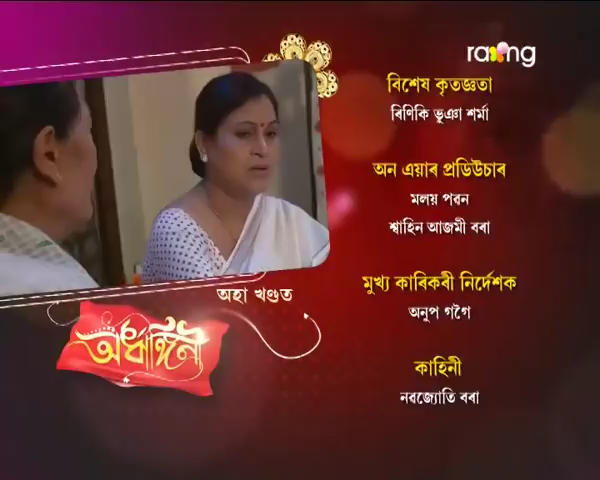 rang
বিশেষ কৃতজ্ঞতা
ৰিণিকি ভূঞা শৰ্মা
অন এয়াৰ প্ৰডিউচাৰ
মলয় পৱন
শ্বাহিন আজমী বৰা
মুখ্য কাৰিকৰী নিৰ্দেশক
অনুপ গগৈ
কাহিনী
নৱজ্যোতি বৰা
অহা খণ্ডত
অৰ্ধাঙ্গিনী